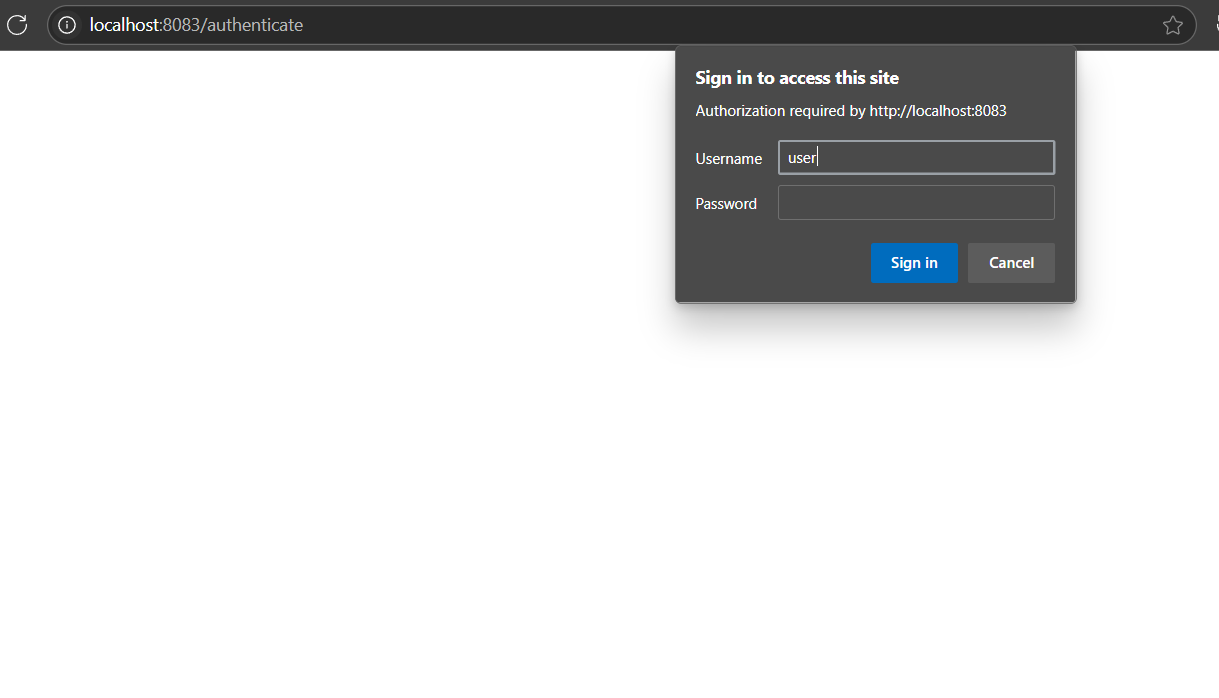 localhost:8083/authenticate
Sign in to access this site
Authorization required by http://localhost:8083
Username user
Password
Sign in Cancel